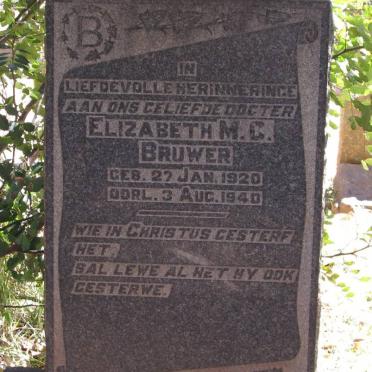 B
IN
LIEFDEVOLLE HERINNERINGE
AAN ONS GELIEFDE DOGTER
ELIZABETH M. C.
BRUWER
GEB. 27 JAN. 1920
OORL. 3 AUG. 1940
WIE IN CHRISTUS GESTERF
HET,
SAL LEWE AL HET HY OOK
GESTERWE.